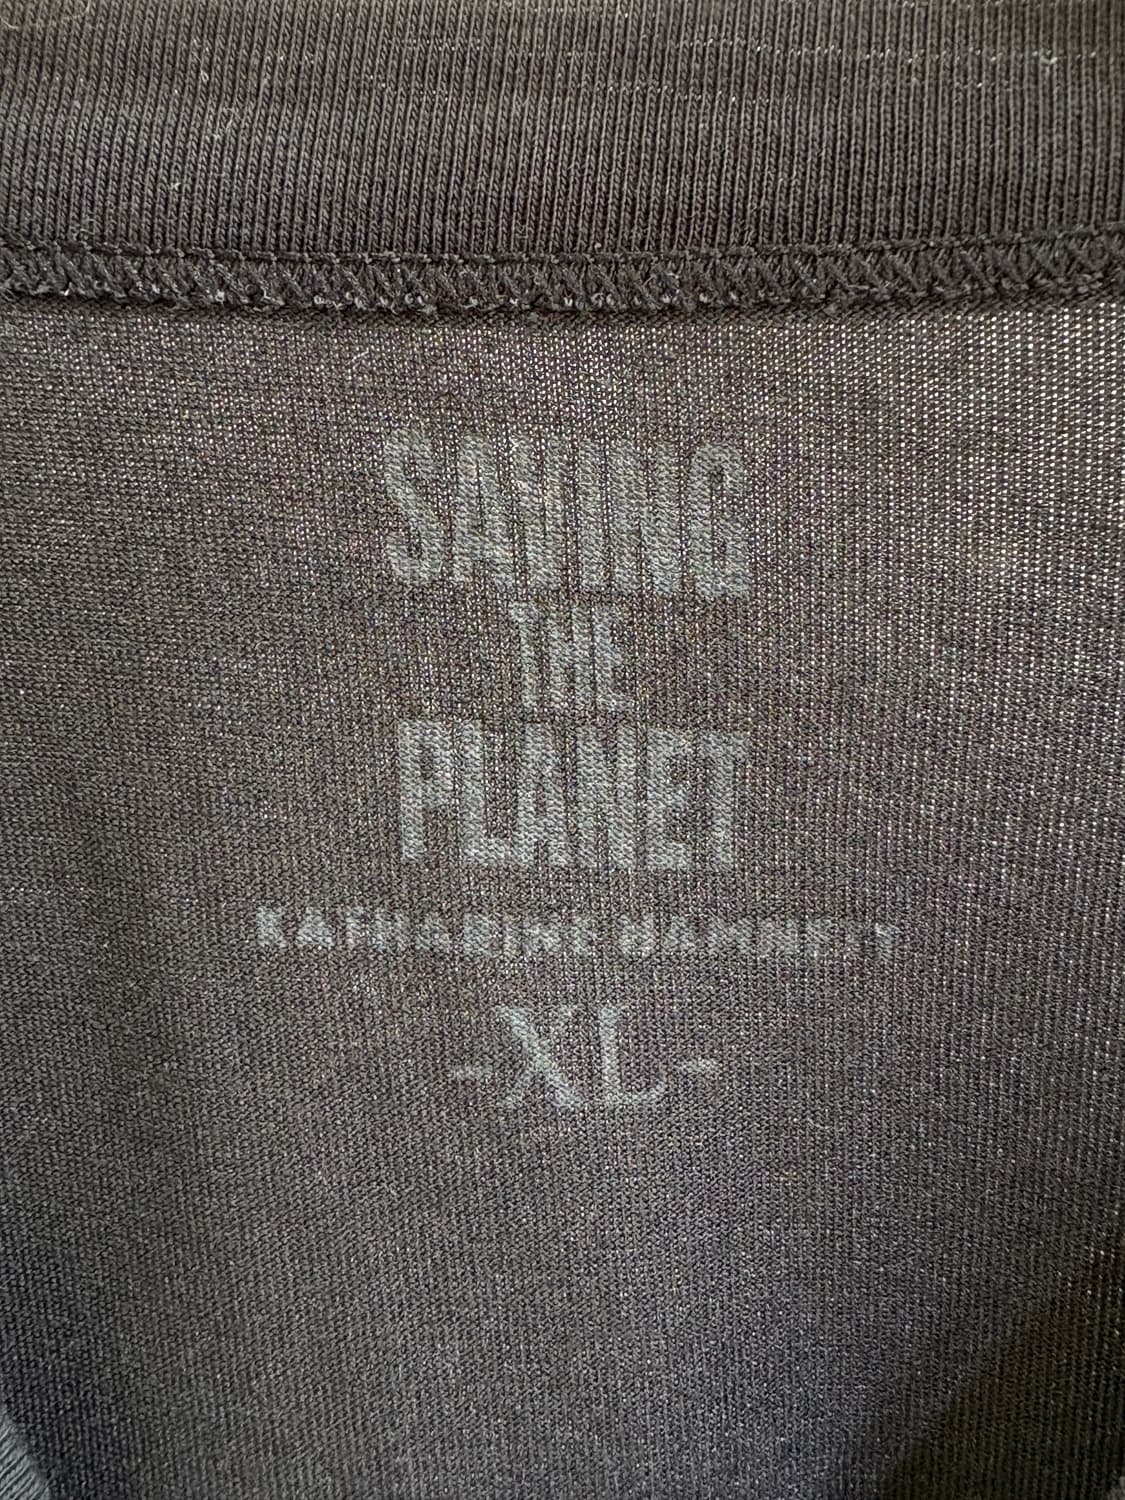 SAVING
THE
PLANET
KATHARINE HAMNETT
-XL-